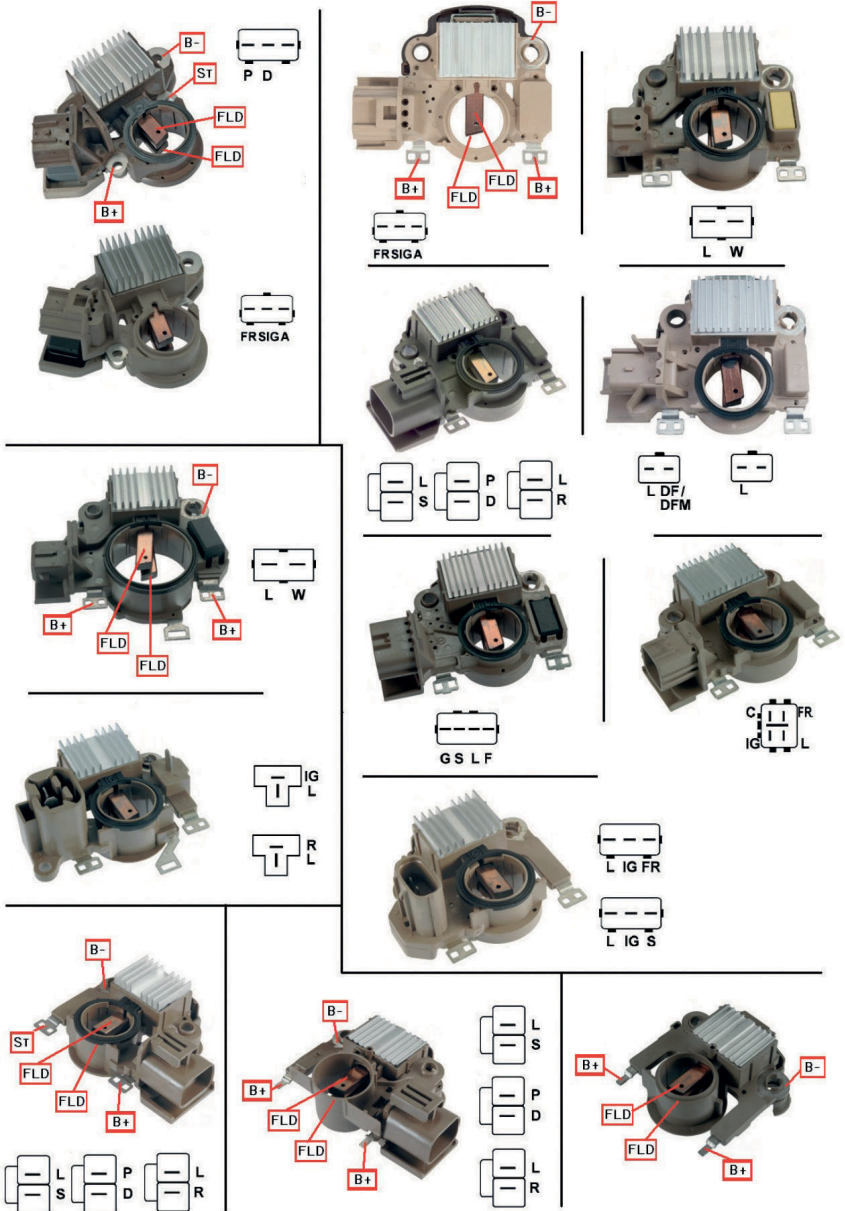 B-
ST
P D
FLD
FLD
B+
FRSIGA
B-
FLD
FLD
B+
B+
FRSIGA
L W
L
S
P
D
L
R
L DF/
DFM
L
B-
B+
FLD
FLD
B+
L W
IG
L
R
L
G S L F
C FR
IG L
L IG FR
L IG S
B-
ST
FLD
FLD
B+
L
S
P
D
L
R
B-
B+
FLD
FLD
B+
L
S
P
D
L
R
B+
B-
FLD
FLD
B+